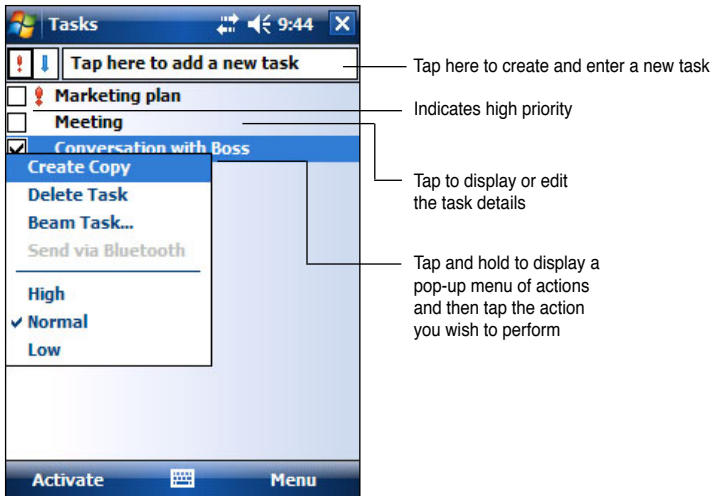 Tasks 9:44
Tap here to add a new task
Marketing plan
Meeting
Conversation with Boss
Create Copy
Delete Task
Beam Task...
Send via Bluetooth
High
Normal
Low
Activate Menu
Tap here to create and enter a new task
Indicates high priority
Tap to display or edit
the task details
Tap and hold to display a
pop-up menu of actions
and then tap the action
you wish to perform